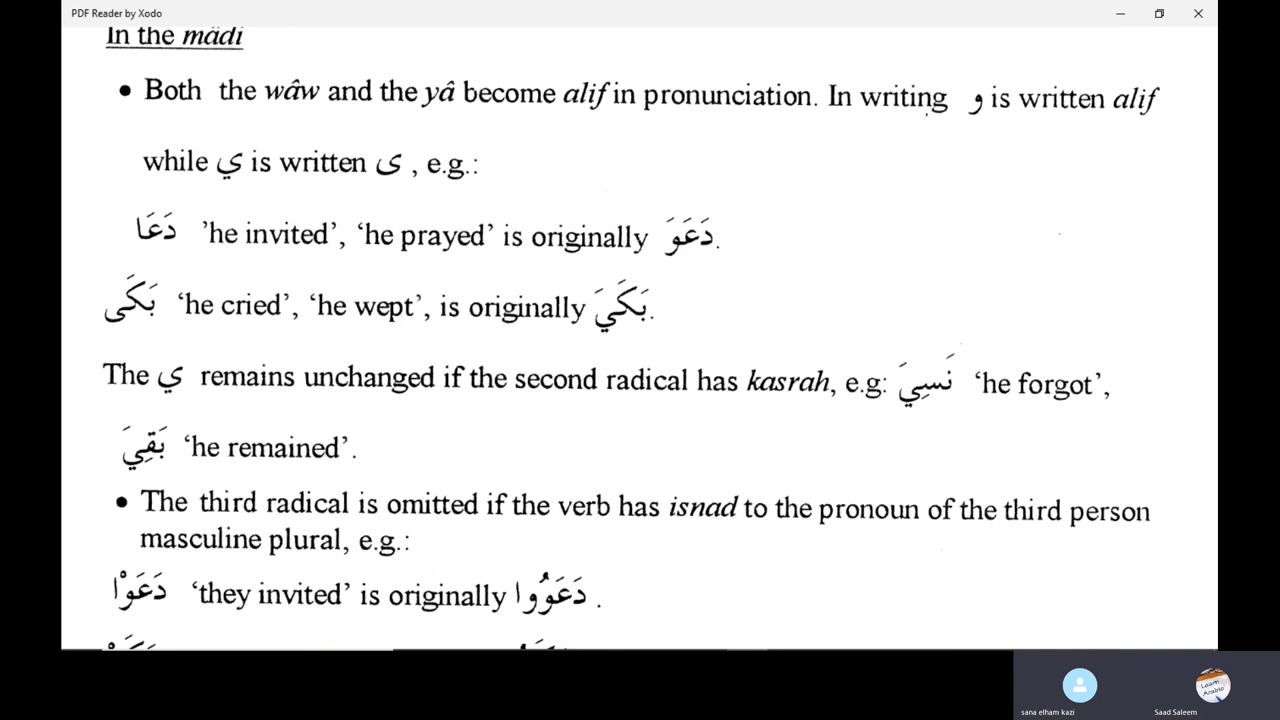 PDF Reader by Xodo
In the mādi
• Both the wâw and the yâ become alif in pronunciation. In writing و is written alif
while ي is written ى , e.g.:
دَعَا 'he invited', 'he prayed' is originally دَعَوَ.
بَكَى 'he cried', 'he wept', is originally بَكَيَ.
The ي remains unchanged if the second radical has kasrah, e.g: نَسِيَ 'he forgot',
بَقِيَ 'he remained'.
• The third radical is omitted if the verb has isnad to the pronoun of the third person
masculine plural, e.g.:
دَعَوْا 'they invited' is originally دَعَوُوا .
sana elham kazi
Saad Saleem
Learn Arabic